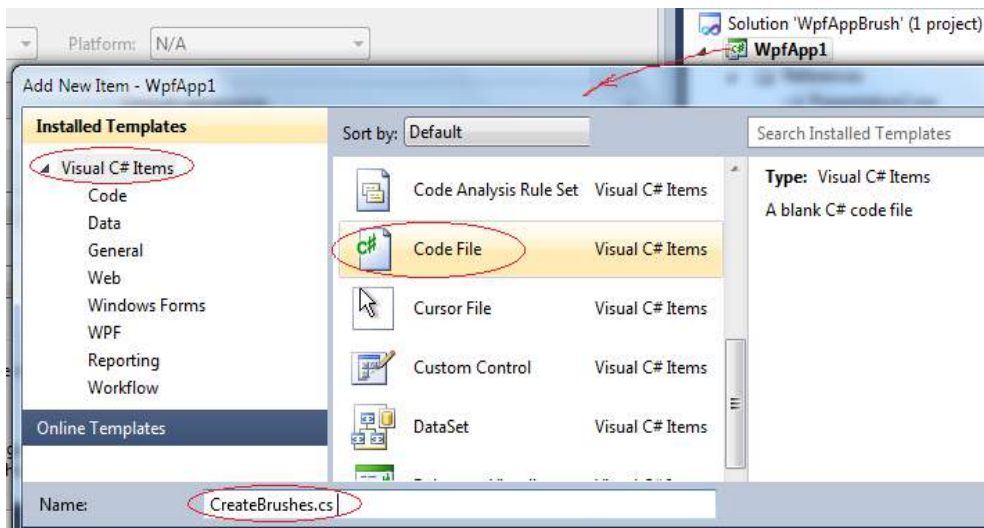 Solution 'WpfAppBrush' (1 project)
Platform: N/A
WpfApp1
Add New Item - WpfApp1
Installed Templates
Sort by: Default
Search Installed Templates
Visual C# Items
Code
Data
General
Web
Windows Forms
WPF
Reporting
Workflow
Online Templates
Code Analysis Rule Set Visual C# Items
C# Code File Visual C# Items
Cursor File Visual C# Items
Custom Control Visual C# Items
DataSet Visual C# Items
Type: Visual C# Items
A blank C# code file
Name: CreateBrushes.cs